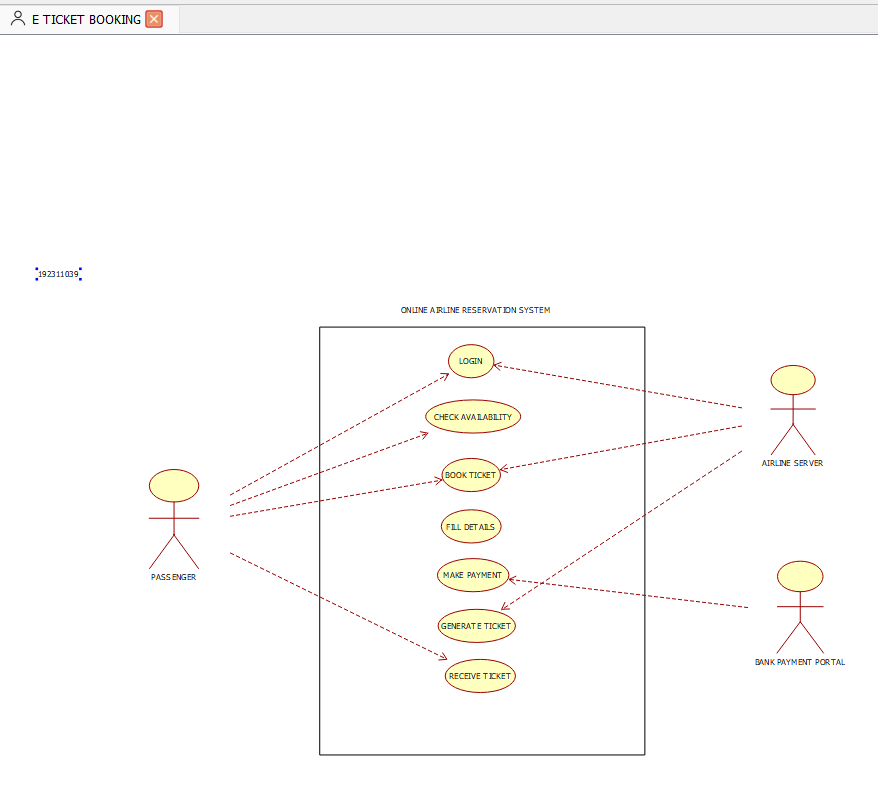 E TICKET BOOKING
192311039
ONLINE AIRLINE RESERVATION SYSTEM
LOGIN
CHECK AVAILABILITY
AIRLINE SERVER
BOOK TICKET
FILL DETAILS
PASSENGER
MAKE PAYMENT
GENERATE TICKET
BANK PAYMENT PORTAL
RECEIVE TICKET